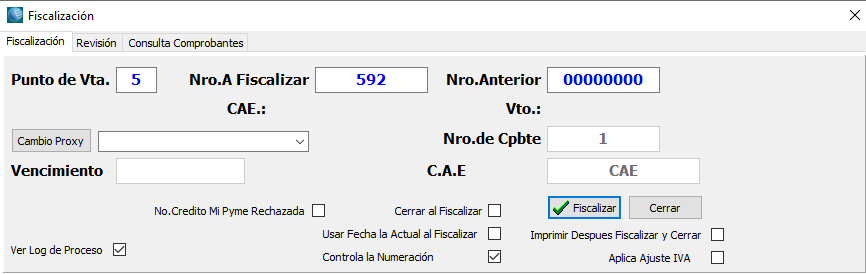 Fiscalización
Fiscalización Revisión Consulta Comprobantes
Punto de Vta. 5 Nro.A Fiscalizar 592 Nro.Anterior 00000000
CAE.: Vto.:
Cambio Proxy Nro.de Cpbte 1
Vencimiento C.A.E CAE
No.Credito Mi Pyme Rechazada Cerrar al Fiscalizar Fiscalizar Cerrar
Usar Fecha la Actual al Fiscalizar Imprimir Despues Fiscalizar y Cerrar
Ver Log de Proceso Controla la Numeración Aplica Ajuste IVA